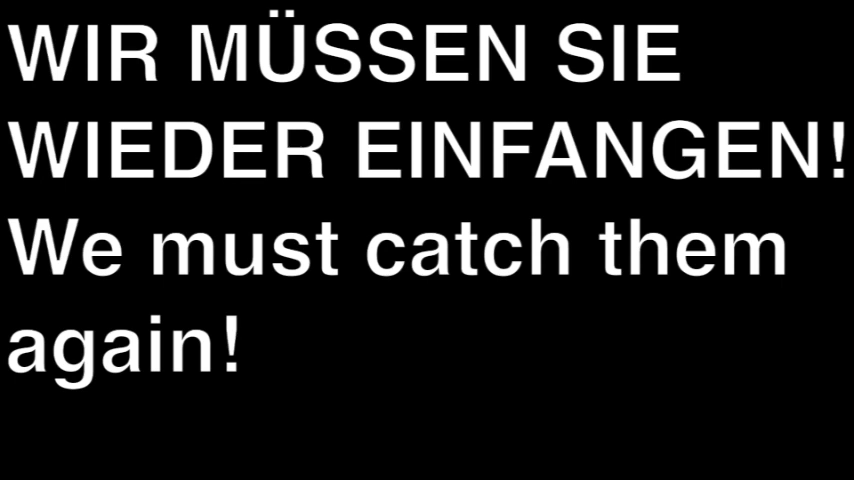 WIR MÜSSEN SIE
WIEDER EINFANGEN!
We must catch them
again!